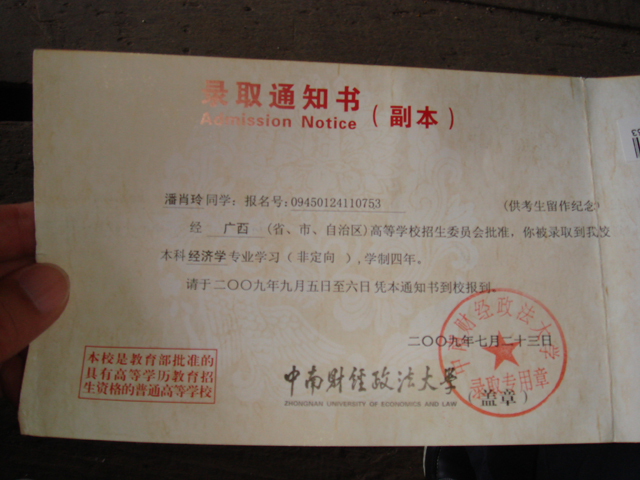 录取通知书（副本）
Admission Notice
潘肖玲同学：报名号：09450124110753
（供考生留作纪念）
经 广西 （省、市、自治区）高等学校招生委员会批准，你被录取到我校
本科经济学专业学习（非定向 ），学制四年。
请于二〇〇九年九月五日至六日凭本通知书到校报到。
二〇〇九年七月二十三日
本校是教育部批准的
具有高等学历教育招
生资格的普通高等学校
中南财经政法大学
ZHONGNAN UNIVERSITY OF ECONOMICS AND LAW
（盖章）
中南财经政法大学
录取专用章